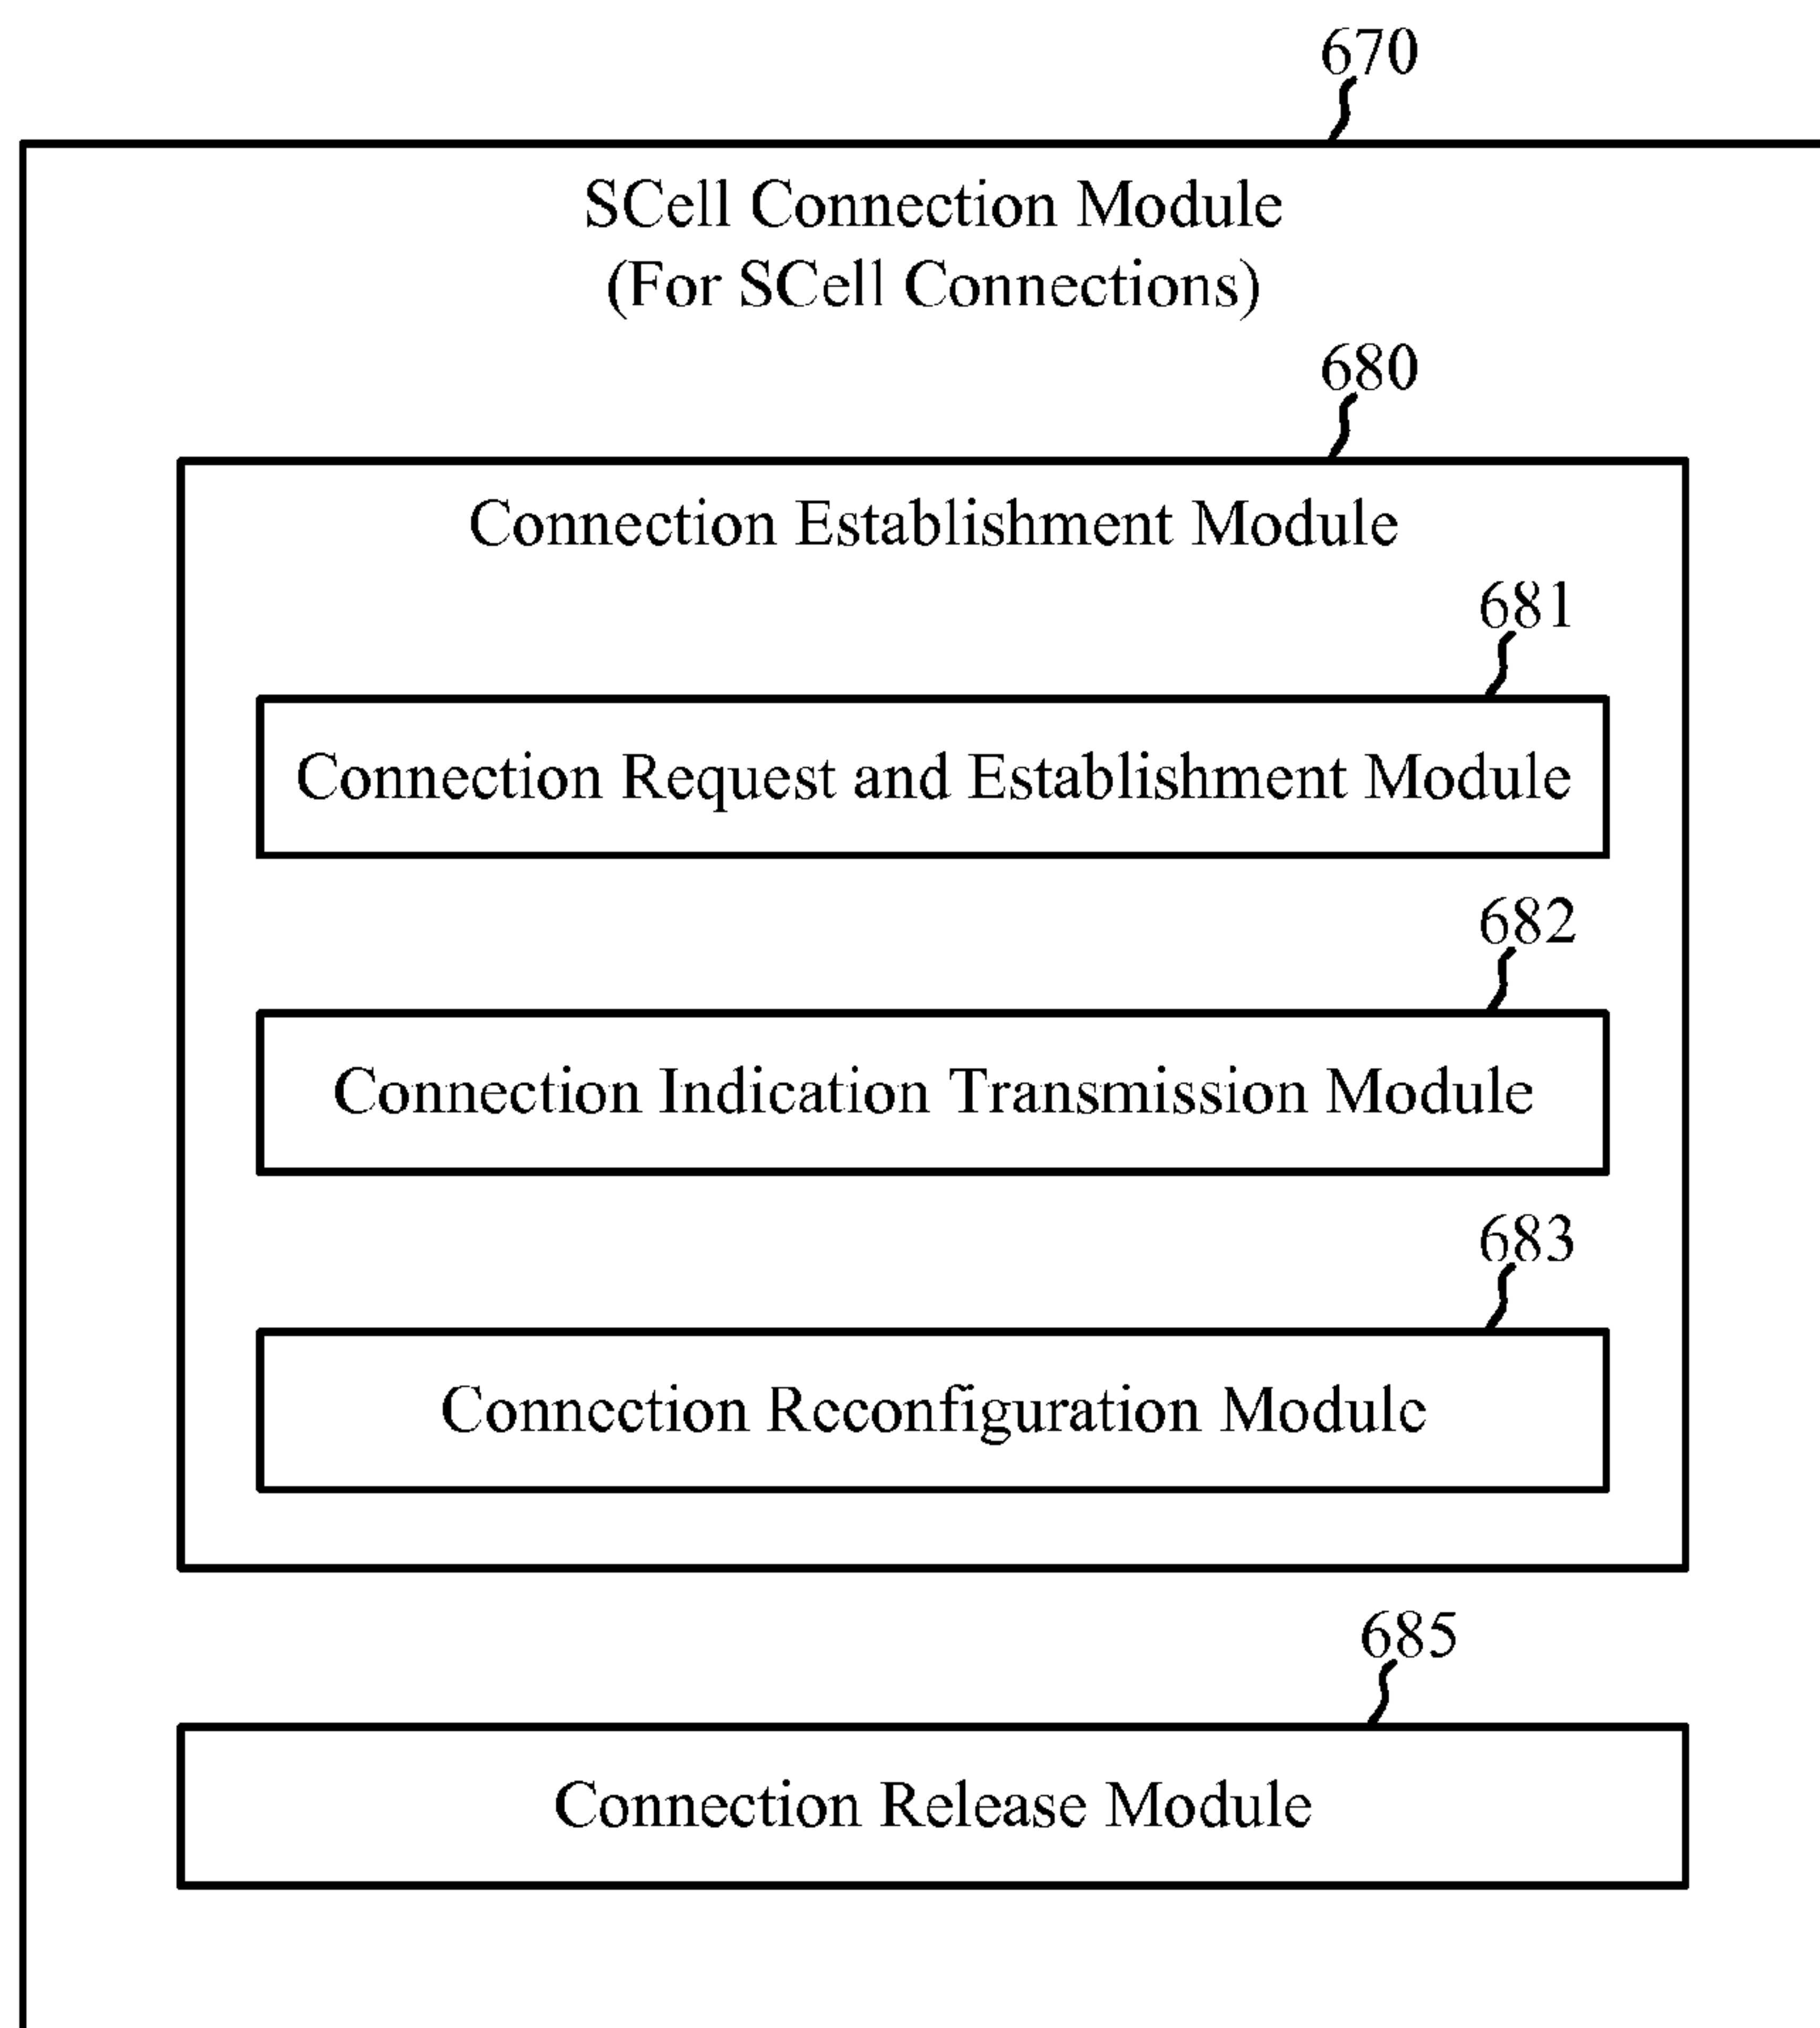 670
SCell Connection Module
(For SCell Connections)
680
Connection Establishment Module
681
Connection Request and Establishment Module
682
Connection Indication Transmission Module
683
Connection Reconfiguration Module
685
Connection Release Module